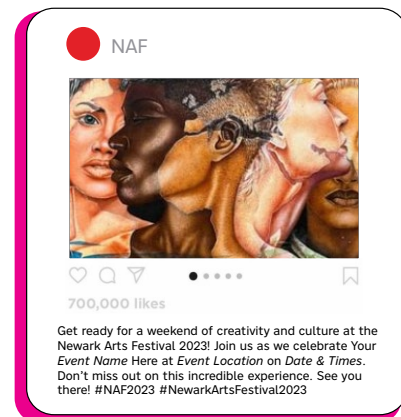 NAF
700,000 likes
Get ready for a weekend of creativity and culture at the
Newark Arts Festival 2023! Join us as we celebrate Your
Event Name Here at Event Location on Date & Times.
Don't miss out on this incredible experience. See you
there! #NAF2023 #NewarkArtsFestival2023